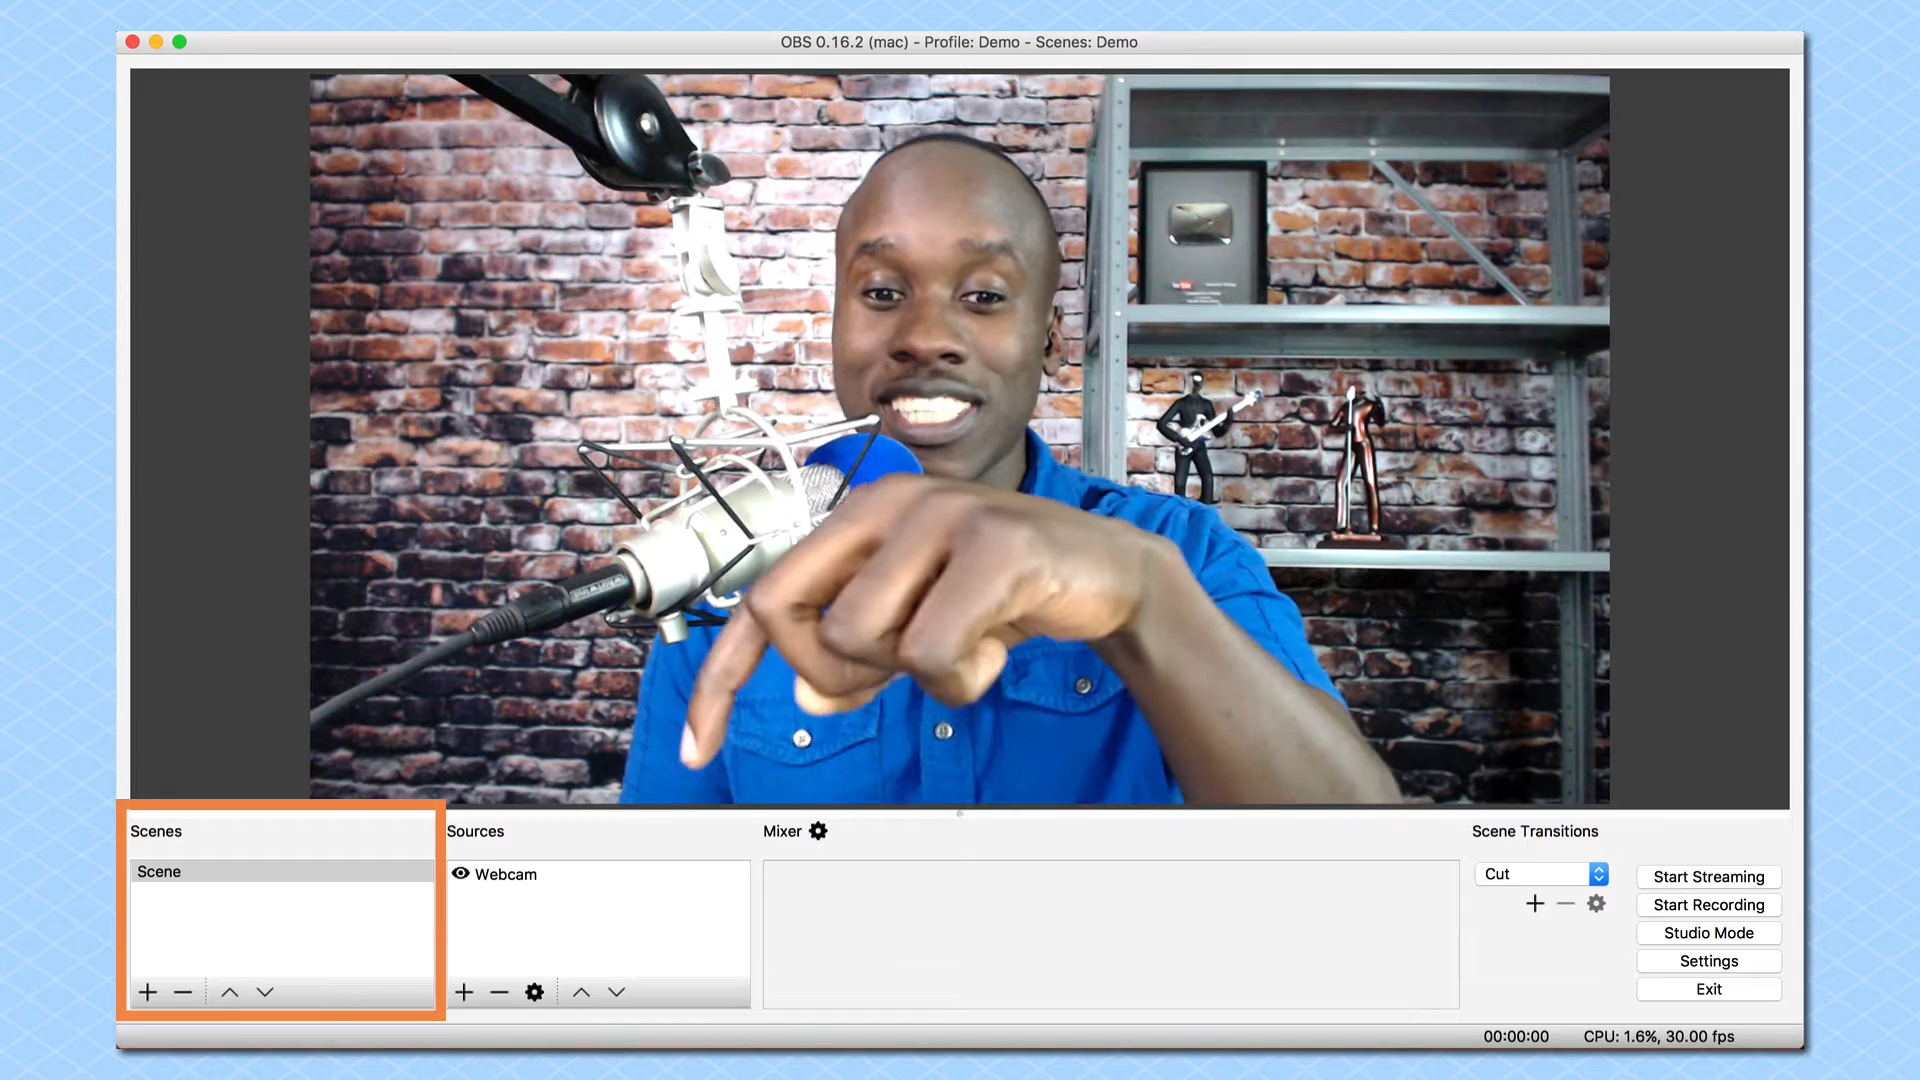 OBS 0.16.2 (mac) - Profile: Demo - Scenes: Demo
Scenes
Scene
Sources
Webcam
Mixer
Scene Transitions
Cut
Start Streaming
Start Recording
Studio Mode
Settings
Exit
00:00:00
CPU: 1.6%, 30.00 fps